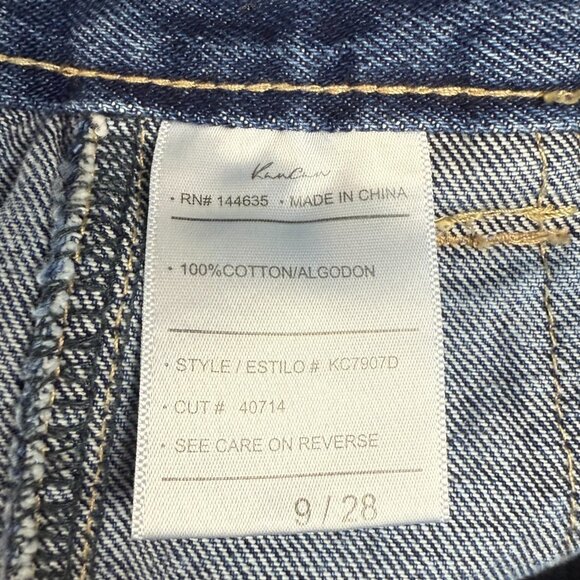 KanCan
• RN# 144635 • MADE IN CHINA
• 100%COTTON/ALGODON
• STYLE / ESTILO # KC7907D
• CUT # 40714
• SEE CARE ON REVERSE
9 / 28